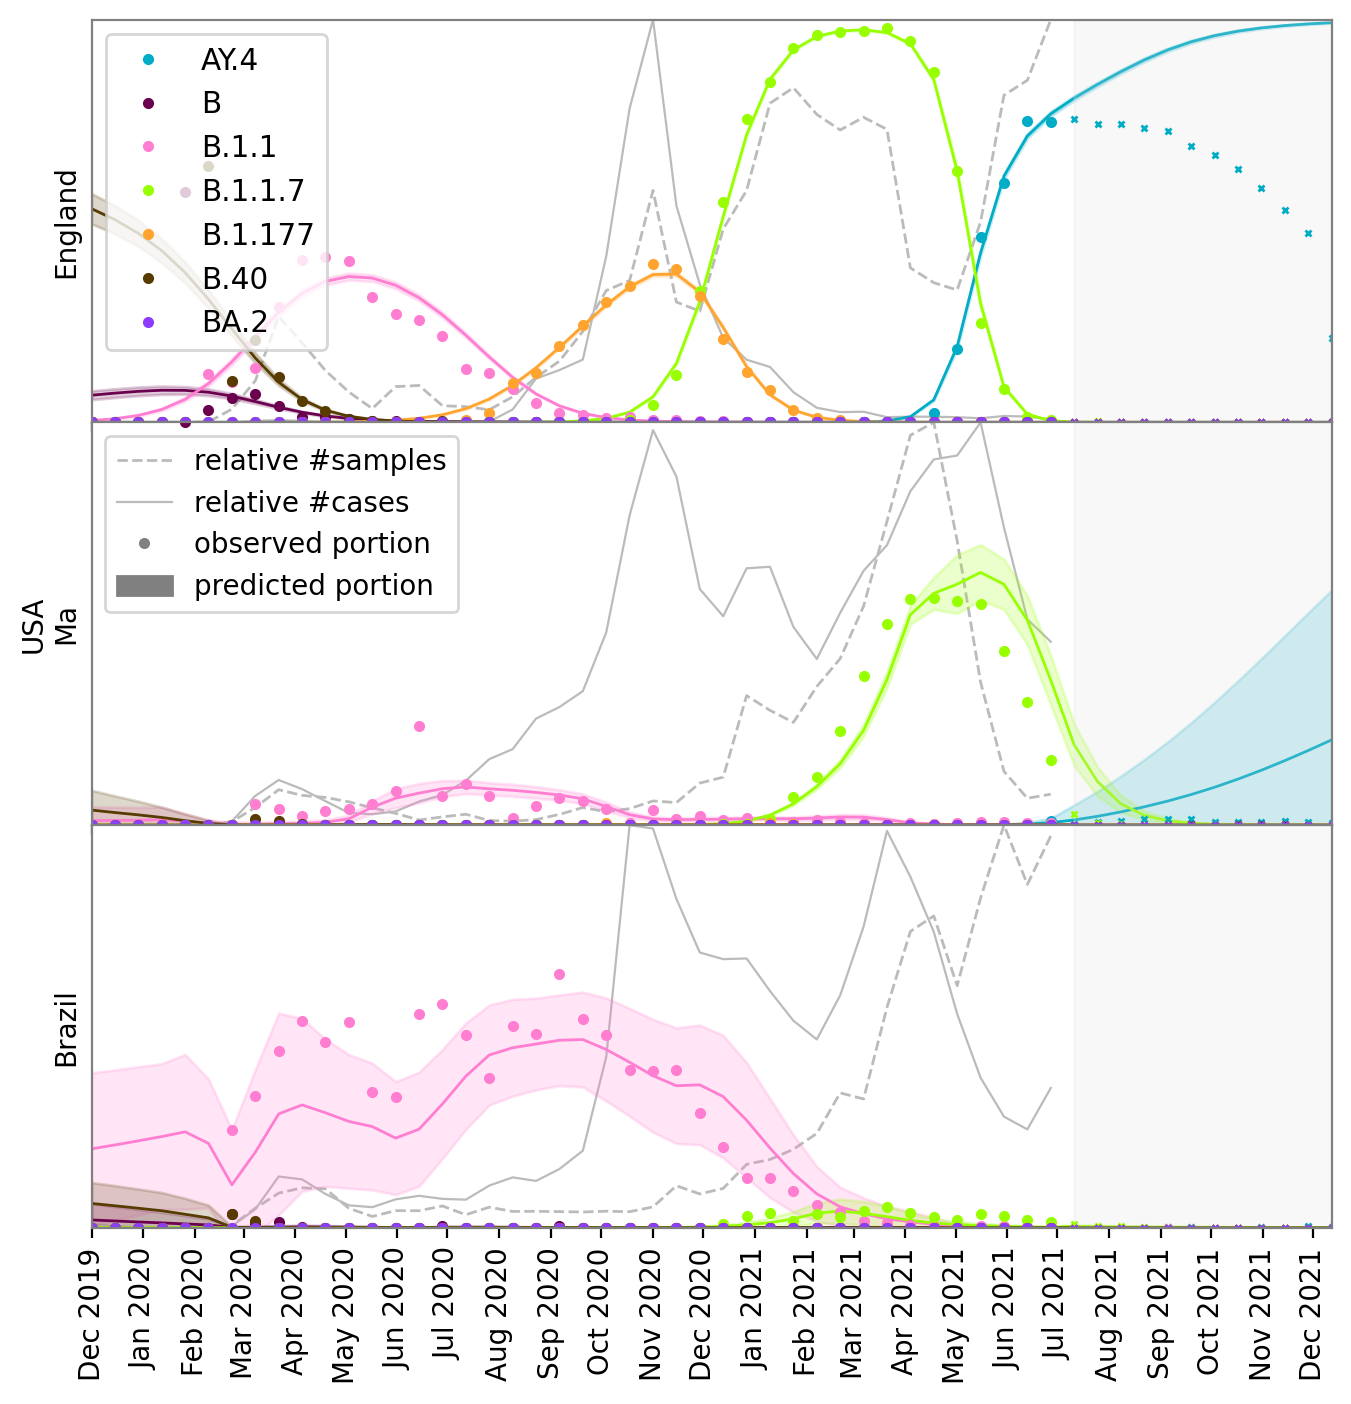 England
AY.4
B
B.1.1
B.1.1.7
B.1.177
B.40
BA.2
USA
Ma
relative #samples
relative #cases
observed portion
predicted portion
Brazil
Dec 2019
Jan 2020
Feb 2020
Mar 2020
Apr 2020
May 2020
Jun 2020
Jul 2020
Aug 2020
Sep 2020
Oct 2020
Nov 2020
Dec 2020
Jan 2021
Feb 2021
Mar 2021
Apr 2021
May 2021
Jun 2021
Jul 2021
Aug 2021
Sep 2021
Oct 2021
Nov 2021
Dec 2021